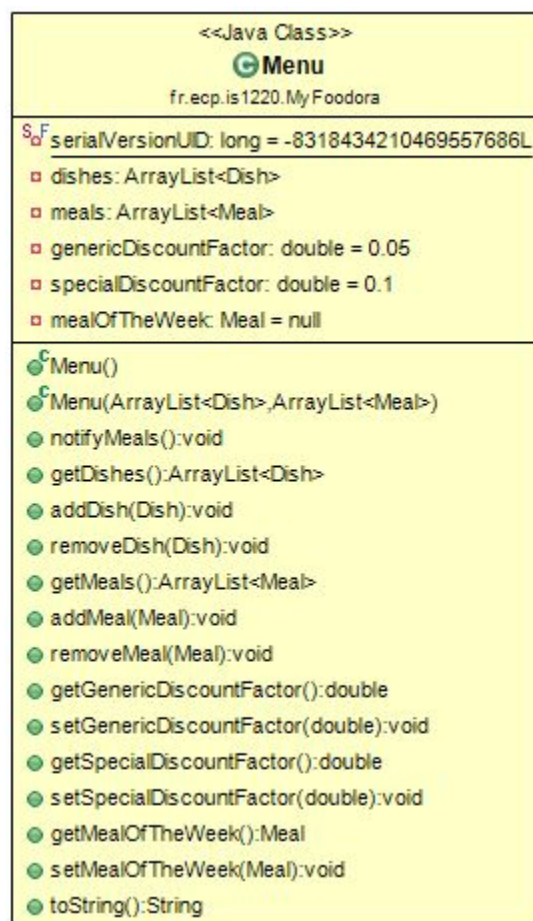 <<Java Class>>
Menu
fr.ecp.is1220.MyFoodora
serialVersionUID: long = -8318434210469557686L
dishes: ArrayList<Dish>
meals: ArrayList<Meal>
genericDiscountFactor: double = 0.05
specialDiscountFactor: double = 0.1
mealOfTheWeek: Meal = null
Menu()
Menu(ArrayList<Dish>,ArrayList<Meal>)
notifyMeals():void
getDishes():ArrayList<Dish>
addDish(Dish):void
removeDish(Dish):void
getMeals():ArrayList<Meal>
addMeal(Meal):void
removeMeal(Meal):void
getGenericDiscountFactor():double
setGenericDiscountFactor(double):void
getSpecialDiscountFactor():double
setSpecialDiscountFactor(double):void
getMealOfTheWeek():Meal
setMealOfTheWeek(Meal):void
toString():String